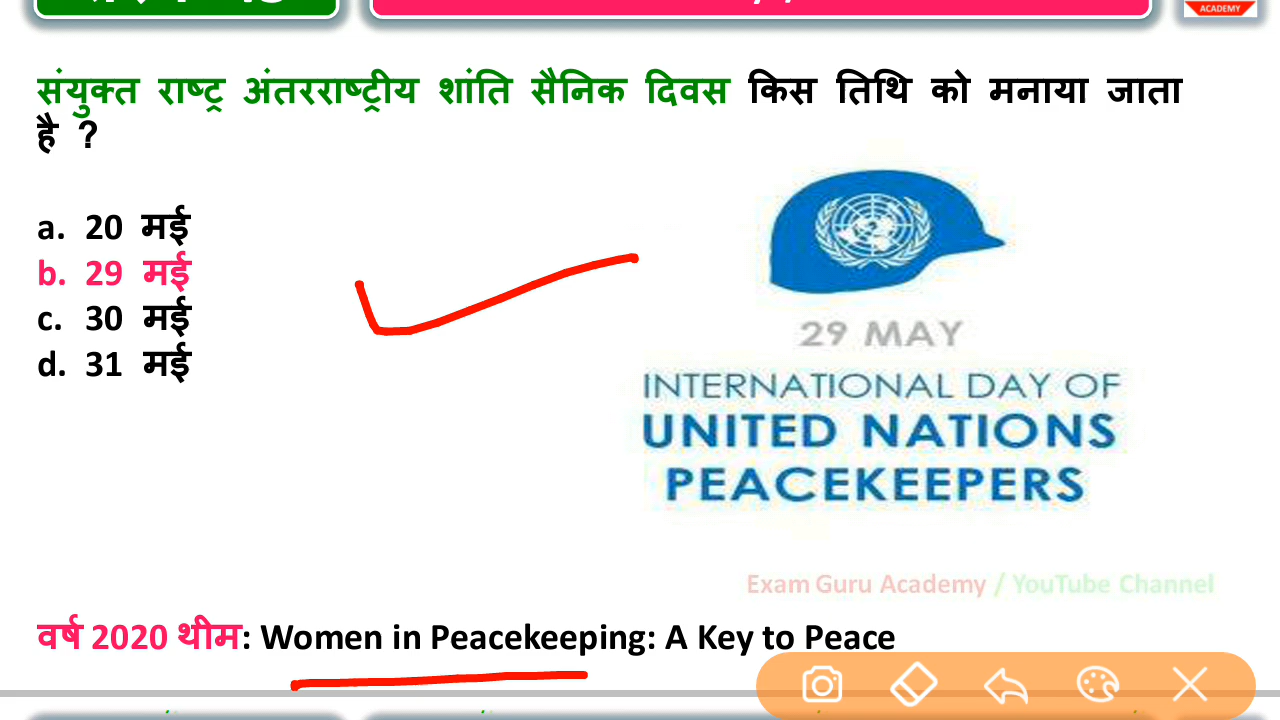 ACADEMY
संयुक्त राष्ट्र अंतरराष्ट्रीय शांति सैनिक दिवस किस तिथि को मनाया जाता
है ?
a. 20 मई
b. 29 मई
c. 30 मई
d. 31 मई
29 MAY
INTERNATIONAL DAY OF
UNITED NATIONS
PEACEKEEPERS
Exam Guru Academy / YouTube Channel
वर्ष 2020 थीम: Women in Peacekeeping: A Key to Peace